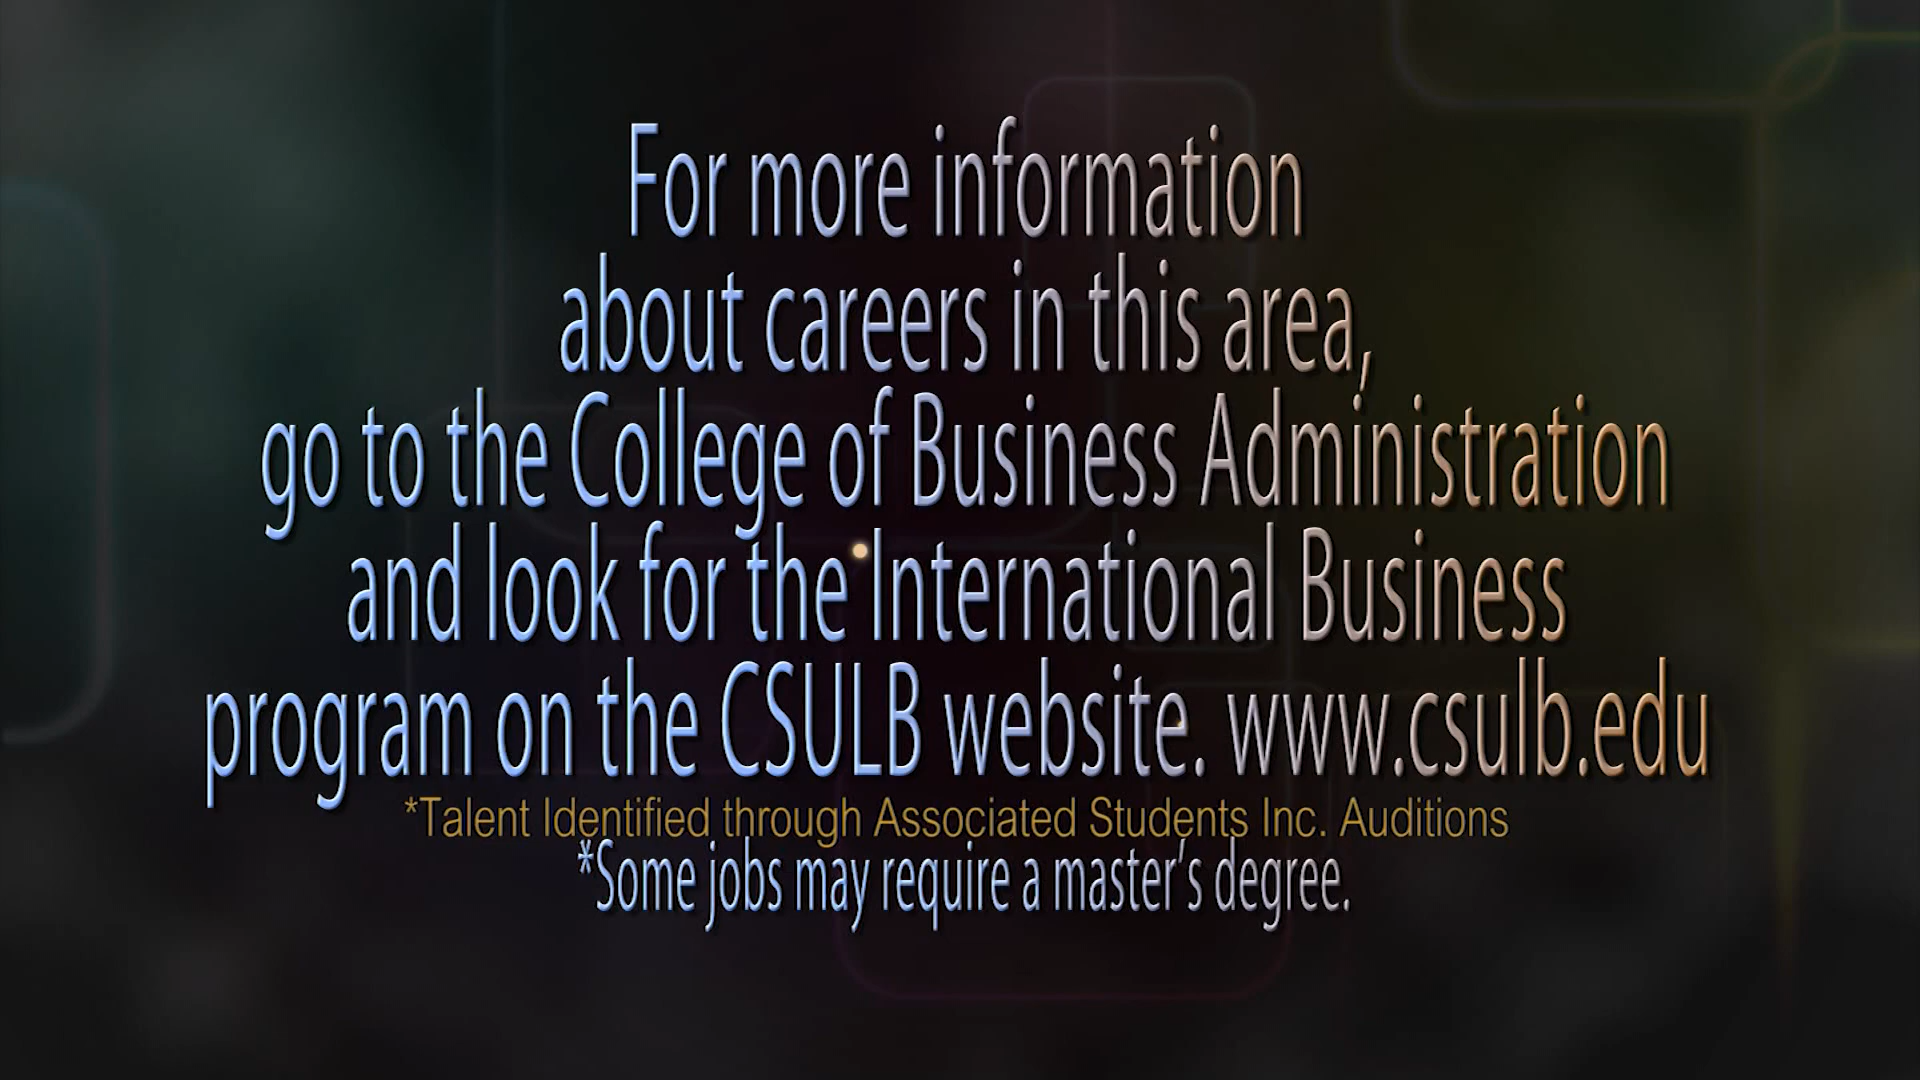 For more information
about careers in this area,
go to the College of Business Administration
and look for the International Business
program on the CSULB website. www.csulb.edu
*Talent Identified through Associated Students Inc. Auditions
*Some jobs may require a master's degree.